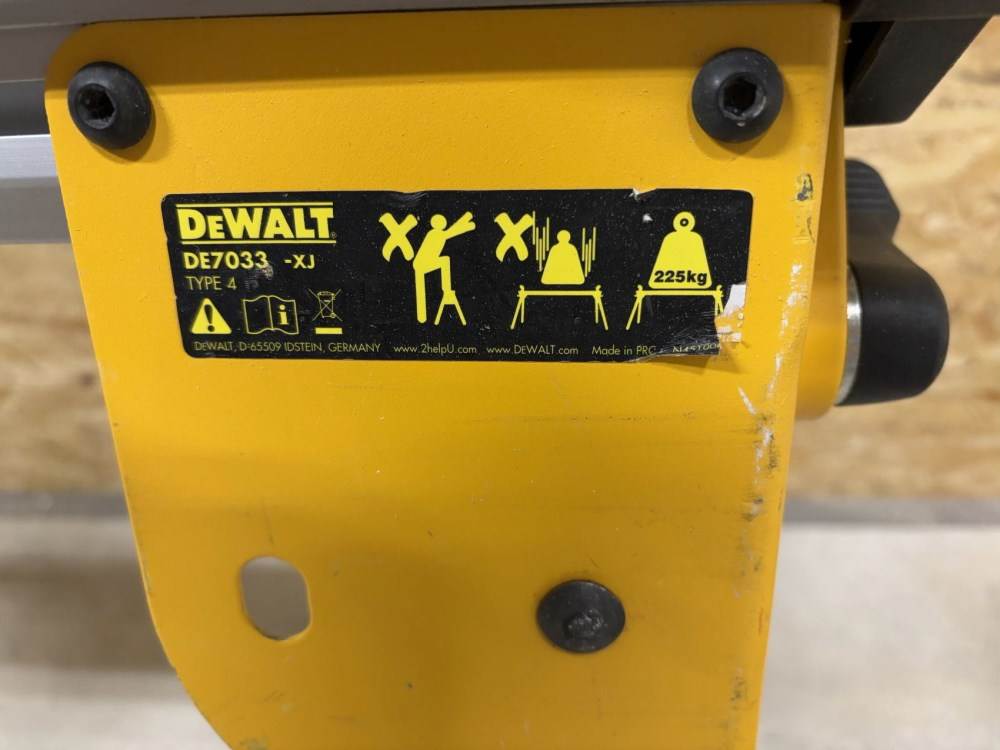 DEWALT
DE7033 -XJ
TYPE 4
225kg
DEWALT, D-65509 IDSTEIN, GERMANY www.2helpU.com www.DEWALT.com Made in PRC